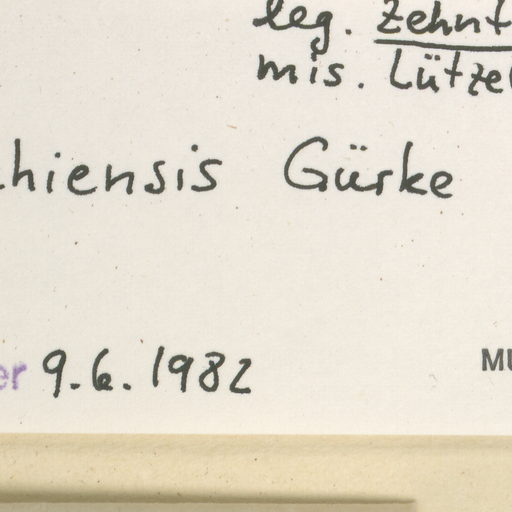 leg. Zehnt
mis. Lützel
hiensis Gürke
er 9.6.1982
MU